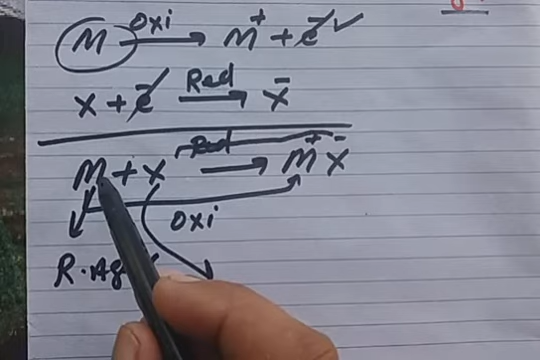 M —Oxi→ M⁺ + e⁻ ✓
X + e⁻ —Red→ X⁻
M + X —Red→ M⁺X⁻
Oxi
R. Ag